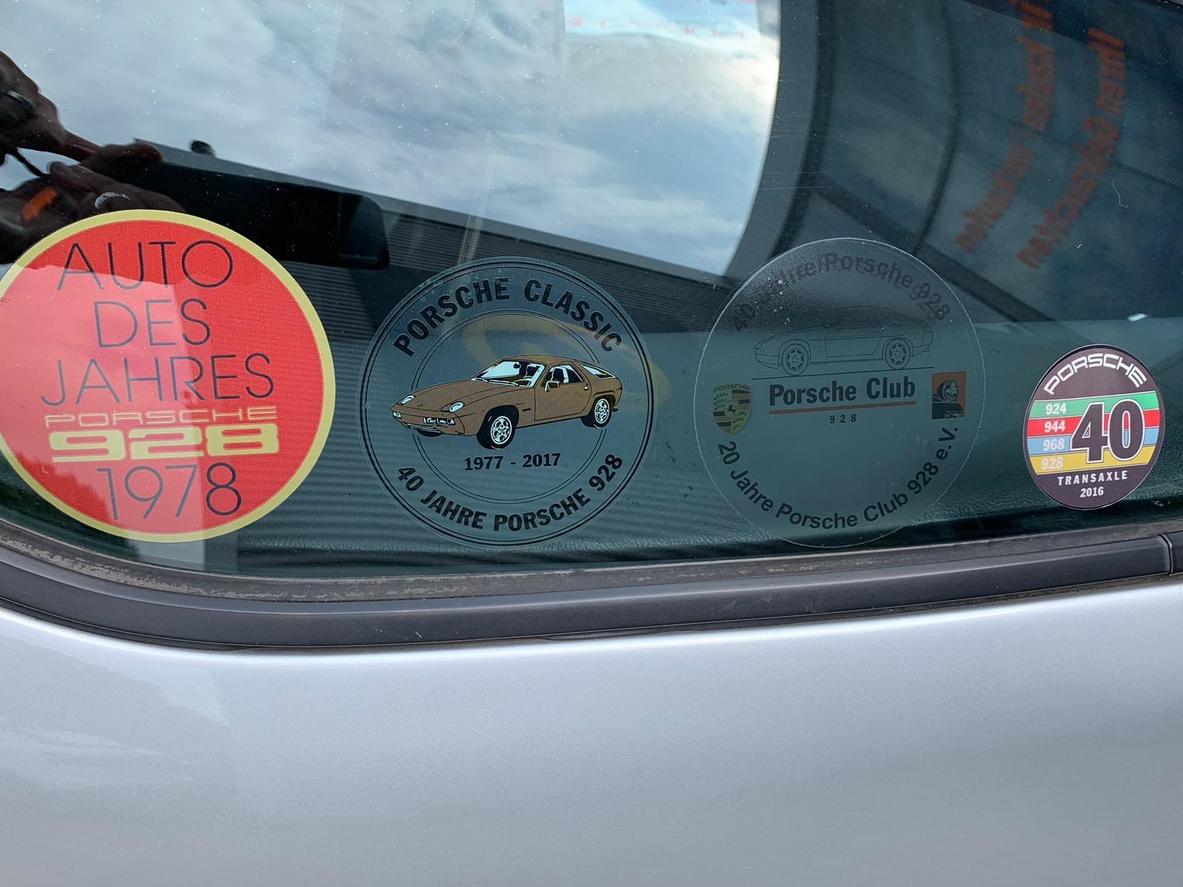 AUTO
DES
JAHRES
PORSCHE
928
1978
PORSCHE CLASSIC
1977 - 2017
40 JAHRE PORSCHE 928
40 Jahre Porsche 928
PORSCHE
Porsche Club
928
20 Jahre Porsche Club 928 e.V.
PORSCHE
924
944
968
928
40
TRANSAXLE
2016